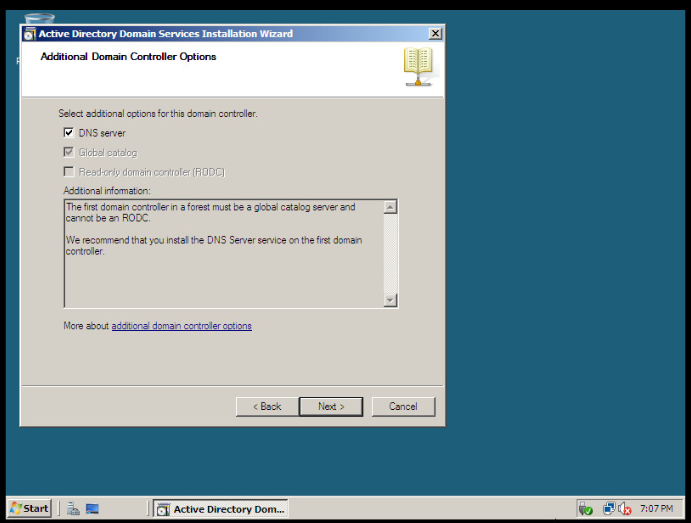 Active Directory Domain Services Installation Wizard
Additional Domain Controller Options
Select additional options for this domain controller.
DNS server
Global catalog
Read-only domain controller (RODC)
Additional information:
The first domain controller in a forest must be a global catalog server and
cannot be an RODC.
We recommend that you install the DNS Server service on the first domain
controller.
More about additional domain controller options
< Back
Next >
Cancel
Start
Active Directory Dom...
7:07 PM